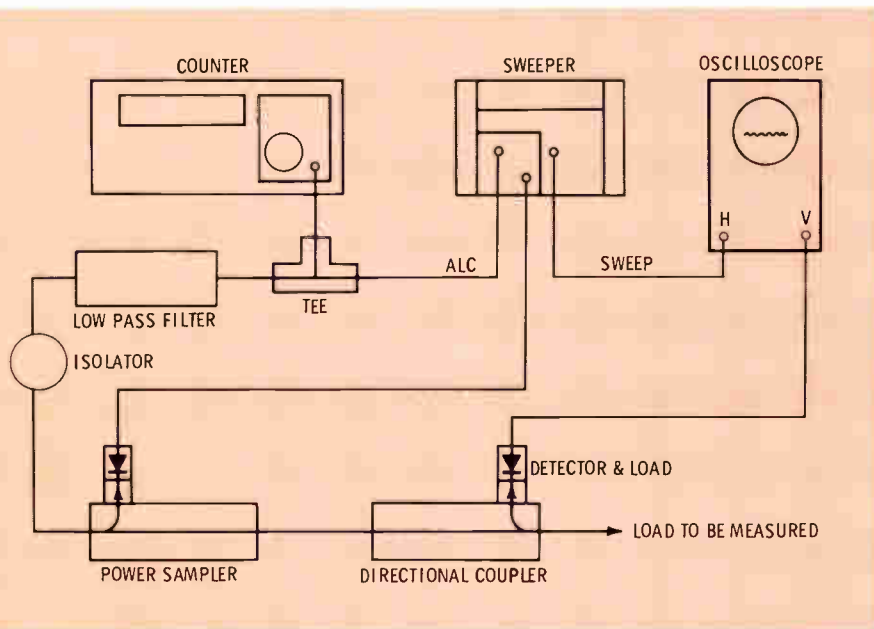 COUNTER
SWEEPER
OSCILLOSCOPE
H
V
ALC
SWEEP
TEE
LOW PASS FILTER
ISOLATOR
DETECTOR & LOAD
LOAD TO BE MEASURED
POWER SAMPLER
DIRECTIONAL COUPLER